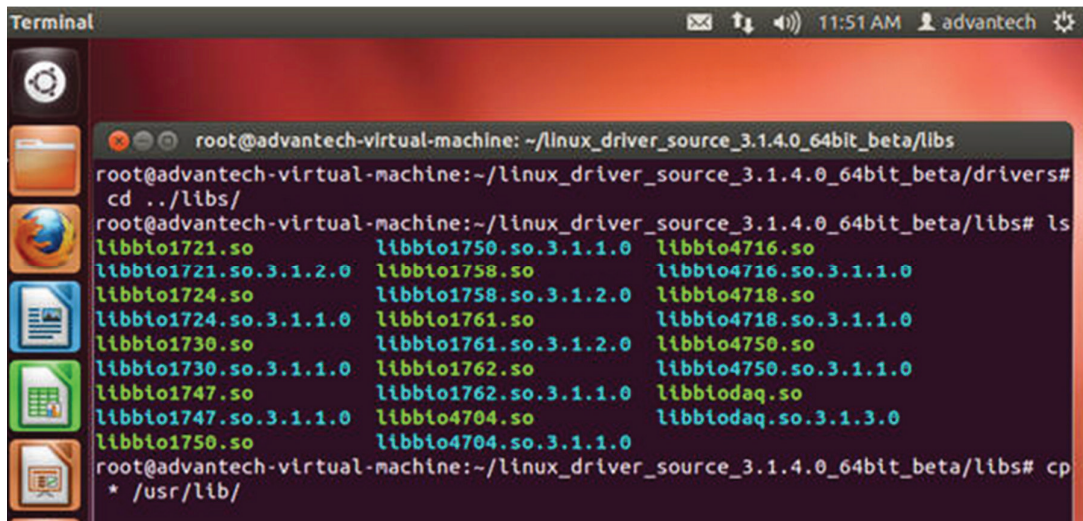 Terminal 11:51 AM advantech
root@advantech-virtual-machine: ~/linux_driver_source_3.1.4.0_64bit_beta/libs
root@advantech-virtual-machine:~/linux_driver_source_3.1.4.0_64bit_beta/drivers#
cd ../libs/
root@advantech-virtual-machine:~/linux_driver_source_3.1.4.0_64bit_beta/libs# ls
libbio1721.so libbio1750.so.3.1.1.0 libbio4716.so
libbio1721.so.3.1.2.0 libbio1758.so libbio4716.so.3.1.1.0
libbio1724.so libbio1758.so.3.1.2.0 libbio4718.so
libbio1724.so.3.1.1.0 libbio1761.so libbio4718.so.3.1.1.0
libbio1730.so libbio1761.so.3.1.2.0 libbio4750.so
libbio1730.so.3.1.1.0 libbio1762.so libbio4750.so.3.1.1.0
libbio1747.so libbio1762.so.3.1.1.0 libbiodaq.so
libbio1747.so.3.1.1.0 libbio4704.so libbiodaq.so.3.1.3.0
libbio1750.so libbio4704.so.3.1.1.0
root@advantech-virtual-machine:~/linux_driver_source_3.1.4.0_64bit_beta/libs# cp
* /usr/lib/